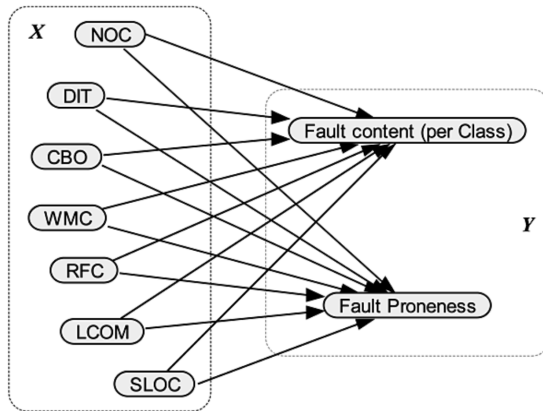 X
NOC
DIT
Fault content (per Class)
CBO
WMC
Y
RFC
Fault Proneness
LCOM
SLOC